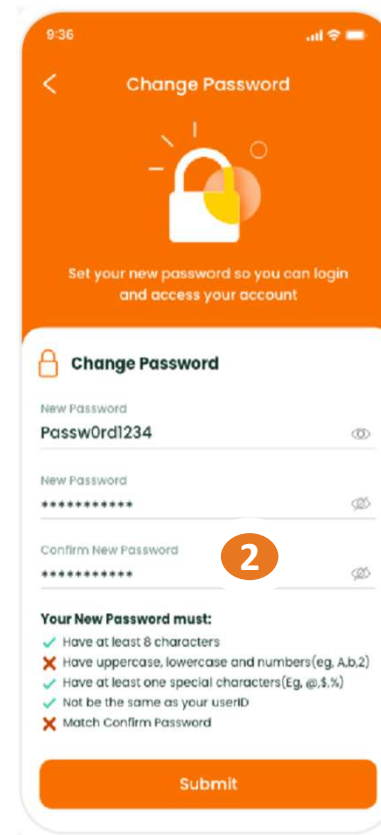 9:36
Change Password
Set your new password so you can login
and access your account
Change Password
New Password
Passw0rd1234
New Password
***********
Confirm New Password
2
***********
Your New Password must:
Have at least 8 characters
Have uppercase, lowercase and numbers(eg, A,b,2)
Have at least one special characters(Eg, @,$,%)
Not be the same as your userID
Match Confirm Password
Submit